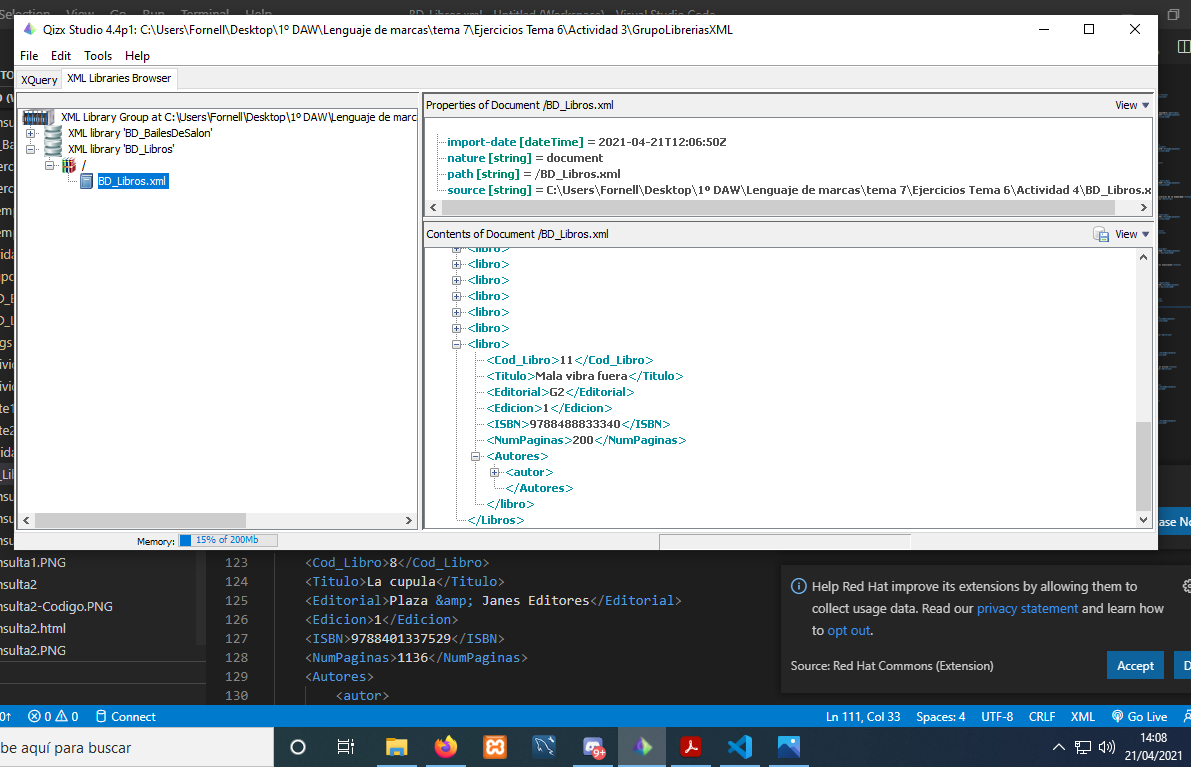 Selection View Go Run Terminal Help BD_Libros.xml - Untitled (Workspace) - Visual Studio Code
Qizx Studio 4.4p1: C:\Users\Fornell\Desktop\1º DAW\Lenguaje de marcas\tema 7\Ejercicios Tema 6\Actividad 3\GrupoLibreriasXML
File Edit Tools Help
XQuery XML Libraries Browser
XML Library Group at C:\Users\Fornell\Desktop\1º DAW\Lenguaje de marc
XML library 'BD_BailesDeSalon'
XML library 'BD_Libros'
/
BD_Libros.xml
Memory: 15% of 200Mb
Properties of Document /BD_Libros.xml View
import-date [dateTime] = 2021-04-21T12:06:50Z
nature [string] = document
path [string] = /BD_Libros.xml
source [string] = C:\Users\Fornell\Desktop\1º DAW\Lenguaje de marcas\tema 7\Ejercicios Tema 6\Actividad 4\BD_Libros.x
Contents of Document /BD_Libros.xml View
<libro>
<libro>
<libro>
<libro>
<libro>
<libro>
<libro>
<Cod_Libro>11</Cod_Libro>
<Titulo>Mala vibra fuera</Titulo>
<Editorial>G2</Editorial>
<Edicion>1</Edicion>
<ISBN>9788488833340</ISBN>
<NumPaginas>200</NumPaginas>
<Autores>
<autor>
</Autores>
</libro>
</Libros>
nsulta1.PNG
nsulta2
nsulta2-Codigo.PNG
nsulta2.html
nsulta2.PNG
123 <Cod_Libro>8</Cod_Libro>
124 <Titulo>La cupula</Titulo>
125 <Editorial>Plaza &amp; Janes Editores</Editorial>
126 <Edicion>1</Edicion>
127 <ISBN>9788401337529</ISBN>
128 <NumPaginas>1136</NumPaginas>
129 <Autores>
130 <autor>
ase No
Help Red Hat improve its extensions by allowing them to
collect usage data. Read our privacy statement and learn how
to opt out.
Source: Red Hat Commons (Extension) Accept D
0↑ 0 0 Connect Ln 111, Col 33 Spaces: 4 UTF-8 CRLF XML Go Live
be aquí para buscar
9+
14:08
21/04/2021